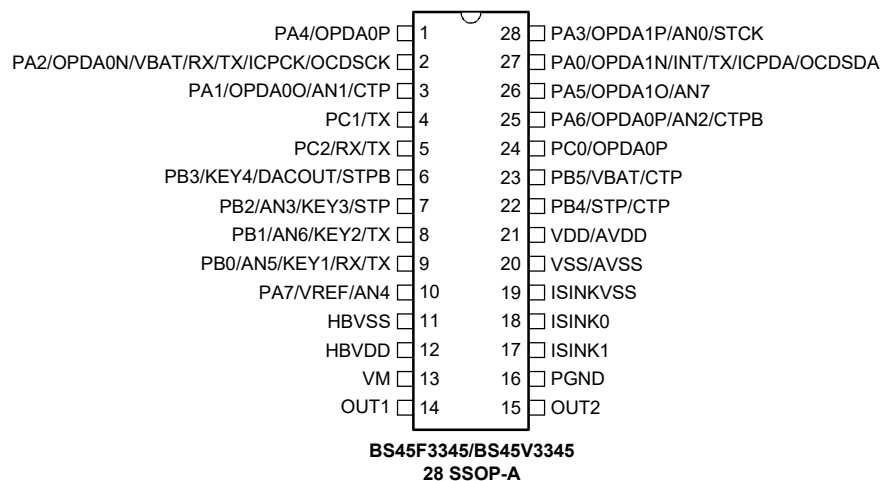 PA4/OPDA0P 1 28 PA3/OPDA1P/AN0/STCK
PA2/OPDA0N/VBAT/RX/TX/ICPCK/OCDSCK 2 27 PA0/OPDA1N/INT/TX/ICPDA/OCDSDA
PA1/OPDA0O/AN1/CTP 3 26 PA5/OPDA1O/AN7
PC1/TX 4 25 PA6/OPDA0P/AN2/CTPB
PC2/RX/TX 5 24 PC0/OPDA0P
PB3/KEY4/DACOUT/STPB 6 23 PB5/VBAT/CTP
PB2/AN3/KEY3/STP 7 22 PB4/STP/CTP
PB1/AN6/KEY2/TX 8 21 VDD/AVDD
PB0/AN5/KEY1/RX/TX 9 20 VSS/AVSS
PA7/VREF/AN4 10 19 ISINKVSS
HBVSS 11 18 ISINK0
HBVDD 12 17 ISINK1
VM 13 16 PGND
OUT1 14 15 OUT2
BS45F3345/BS45V3345
28 SSOP-A